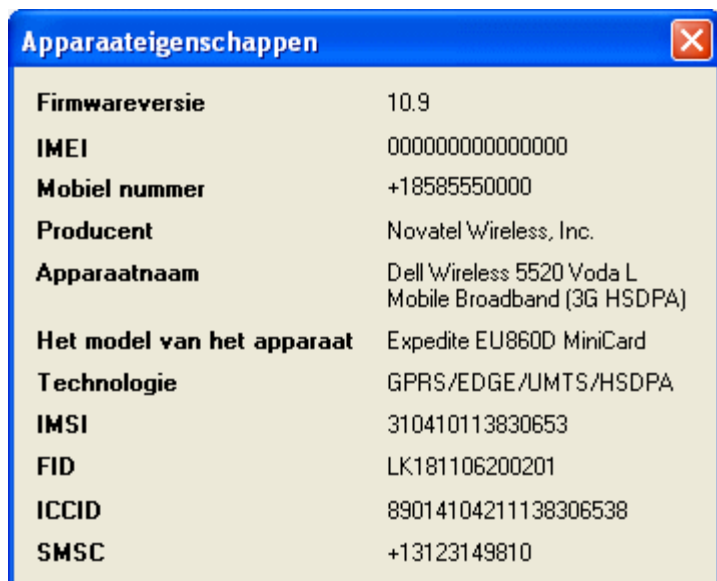 Apparaateigenschappen
Firmwareversie 10.9
IMEI 000000000000000
Mobiel nummer +18585550000
Producent Novatel Wireless, Inc.
Apparaatnaam Dell Wireless 5520 Voda L
Mobile Broadband (3G HSDPA)
Het model van het apparaat Expedite EU860D MiniCard
Technologie GPRS/EDGE/UMTS/HSDPA
IMSI 310410113830653
FID LK181106200201
ICCID 89014104211138306538
SMSC +13123149810